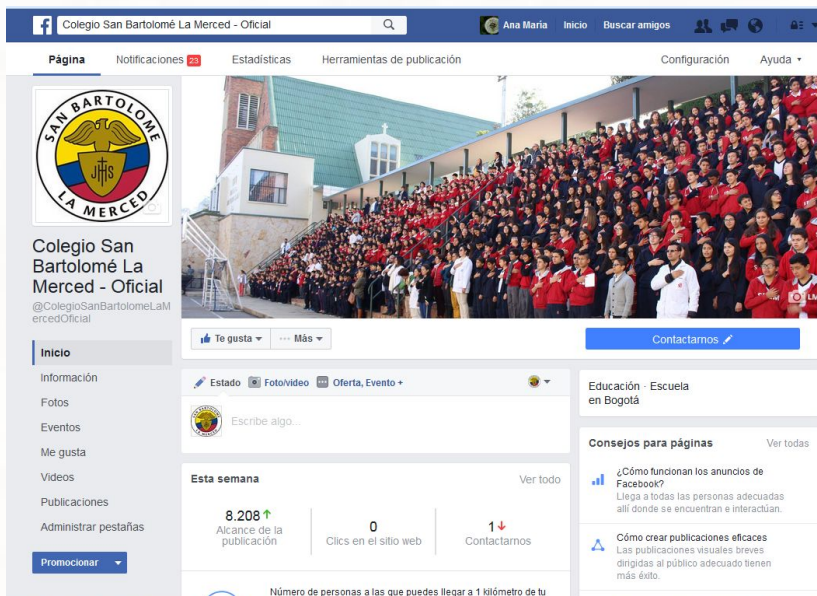 Colegio San Bartolomé La Merced - Oficial
Ana María Inicio Buscar amigos
Página Notificaciones 23 Estadísticas Herramientas de publicación Configuración Ayuda
SAN BARTOLOME
JHS
LA MERCED
Colegio San
Bartolomé La
Merced - Oficial
@ColegioSanBartolomeLaM
ercedOficial
Inicio
Información
Fotos
Eventos
Me gusta
Videos
Publicaciones
Administrar pestañas
Promocionar
Te gusta Más
Contactarnos
Estado Foto/video Oferta, Evento +
Escribe algo...
Esta semana Ver todo
8.208 0 1
Alcance de la Clics en el sitio web Contactarnos
publicación
Número de personas a las que puedes llegar a 1 kilómetro de tu
Educación · Escuela
en Bogotá
Consejos para páginas Ver todas
¿Cómo funcionan los anuncios de
Facebook?
Llega a todas las personas adecuadas
allí donde se encuentran e interactúan.
Cómo crear publicaciones eficaces
Las publicaciones visuales breves
dirigidas al público adecuado tienen
más éxito.